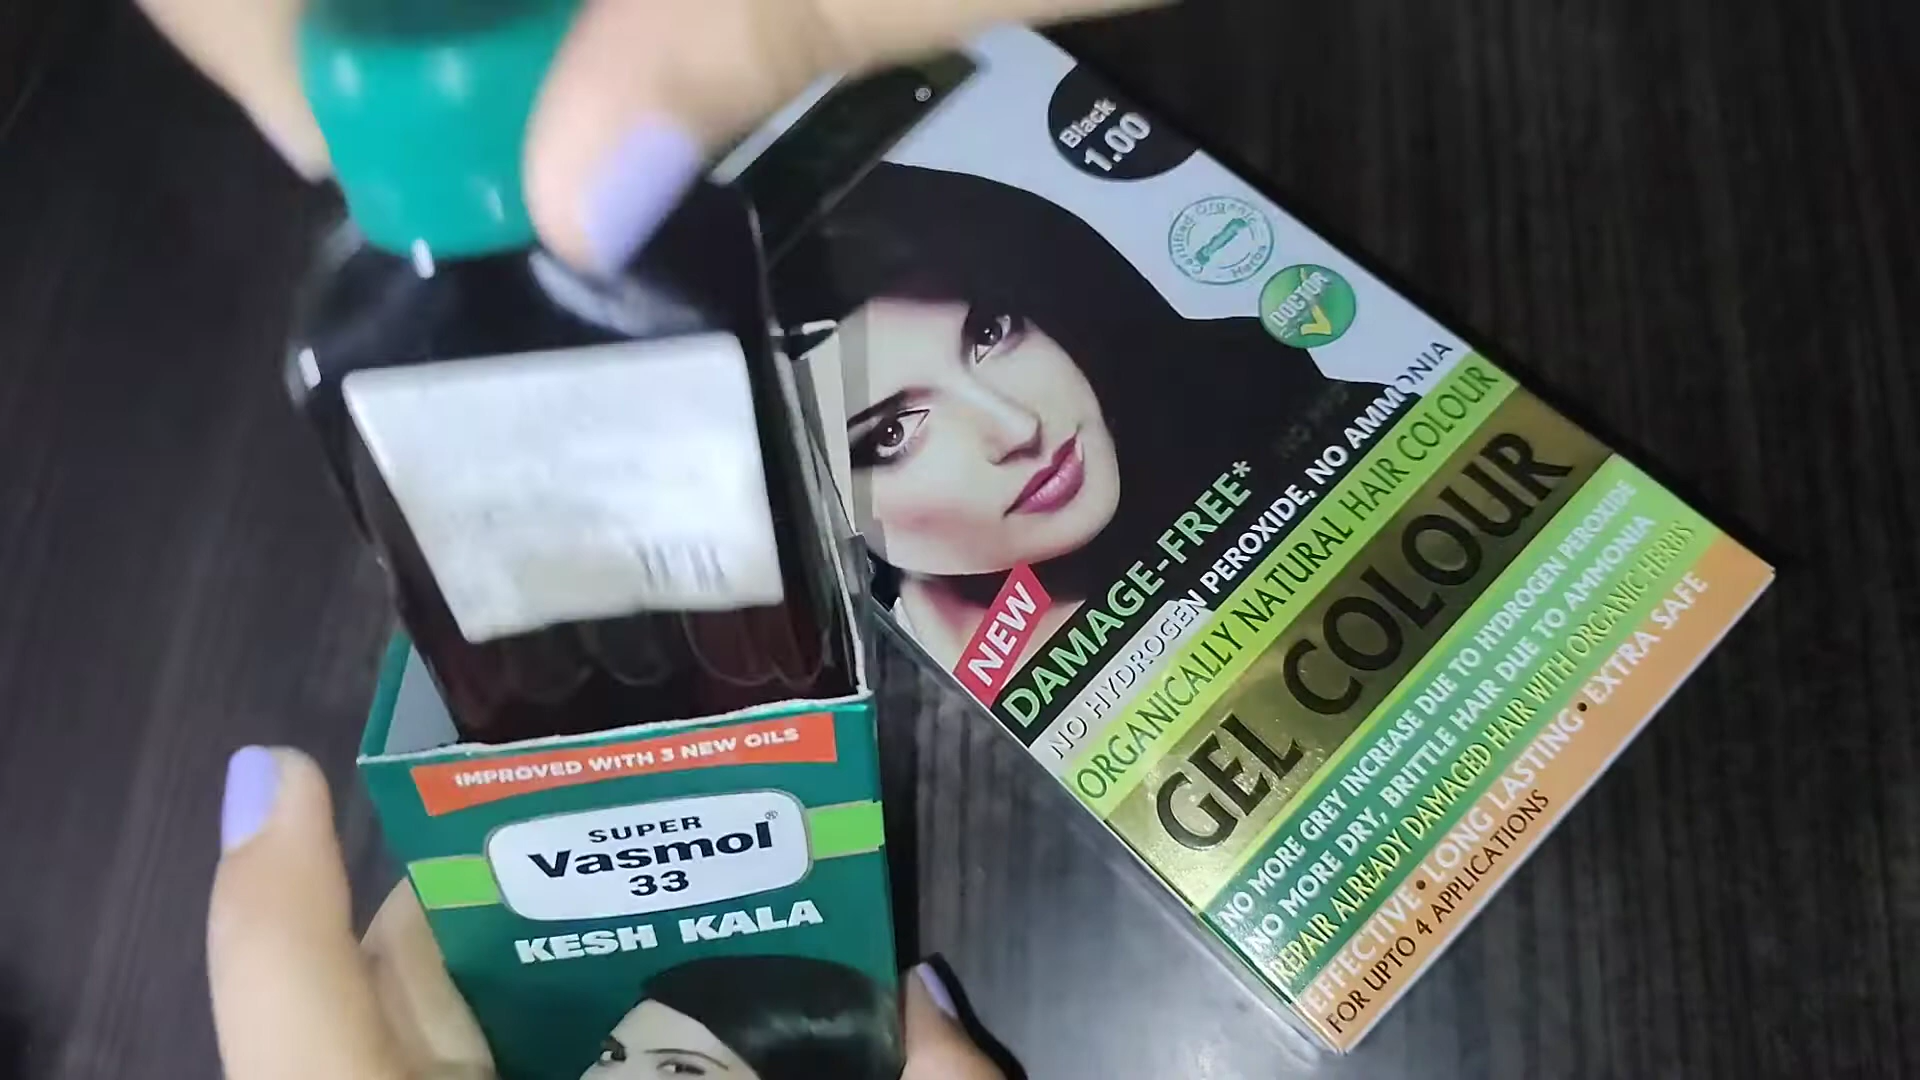 IMPROVED WITH 3 NEW OILS
SUPER
Vasmol®
33
KESH KALA
®
Black
1.00
Certified Organic
Herbs
DOCTOR
NEW
DAMAGE-FREE*
NO HYDROGEN PEROXIDE, NO AMMONIA
ORGANICALLY NATURAL HAIR COLOUR
GEL COLOUR
NO MORE GREY INCREASE DUE TO HYDROGEN PEROXIDE
NO MORE DRY, BRITTLE HAIR DUE TO AMMONIA
REPAIR ALREADY DAMAGED HAIR WITH ORGANIC HERBS
EFFECTIVE • LONG LASTING • EXTRA SAFE
FOR UPTO 4 APPLICATIONS